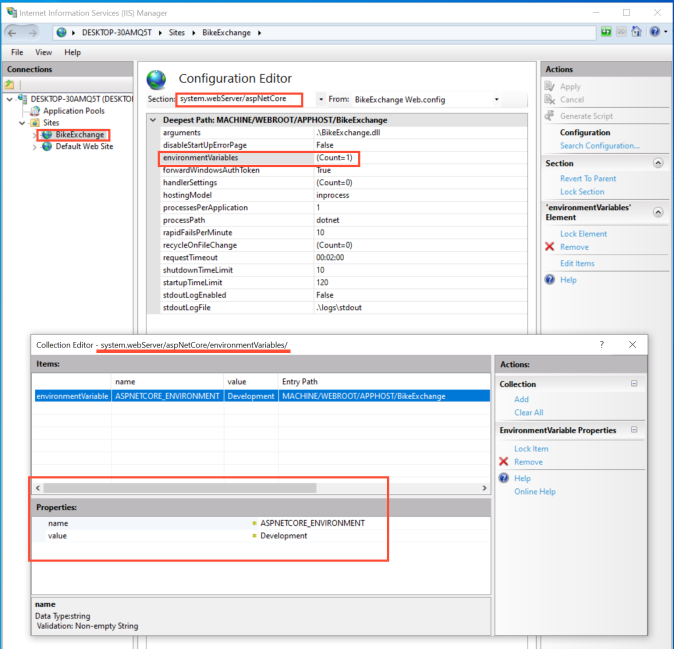 Internet Information Services (IIS) Manager
DESKTOP-30AMQ5T Sites BikeExchange
File View Help
Connections
DESKTOP-30AMQ5T (DESKTO
Application Pools
Sites
BikeExchange
Default Web Site
Configuration Editor
Section: system.webServer/aspNetCore From: BikeExchange Web.config
Deepest Path: MACHINE/WEBROOT/APPHOST/BikeExchange
arguments .\BikeExchange.dll
disableStartUpErrorPage False
environmentVariables (Count=1)
forwardWindowsAuthToken True
handlerSettings (Count=0)
hostingModel inprocess
processesPerApplication 1
processPath dotnet
rapidFailsPerMinute 10
recycleOnFileChange (Count=0)
requestTimeout 00:02:00
shutdownTimeLimit 10
startupTimeLimit 120
stdoutLogEnabled False
stdoutLogFile .\logs\stdout
Actions
Apply
Cancel
Generate Script
Configuration
Search Configuration...
Section
Revert To Parent
Lock Section
'environmentVariables'
Element
Lock Element
Remove
Edit Items
Help
Collection Editor - system.webServer/aspNetCore/environmentVariables/
Items:
name value Entry Path
environmentVariable ASPNETCORE_ENVIRONMENT Development MACHINE/WEBROOT/APPHOST/BikeExchange
Properties:
name ASPNETCORE_ENVIRONMENT
value Development
name
Data Type:string
Validation: Non-empty String
Actions:
Collection
Add
Clear All
EnvironmentVariable Properties
Lock Item
Remove
Help
Online Help